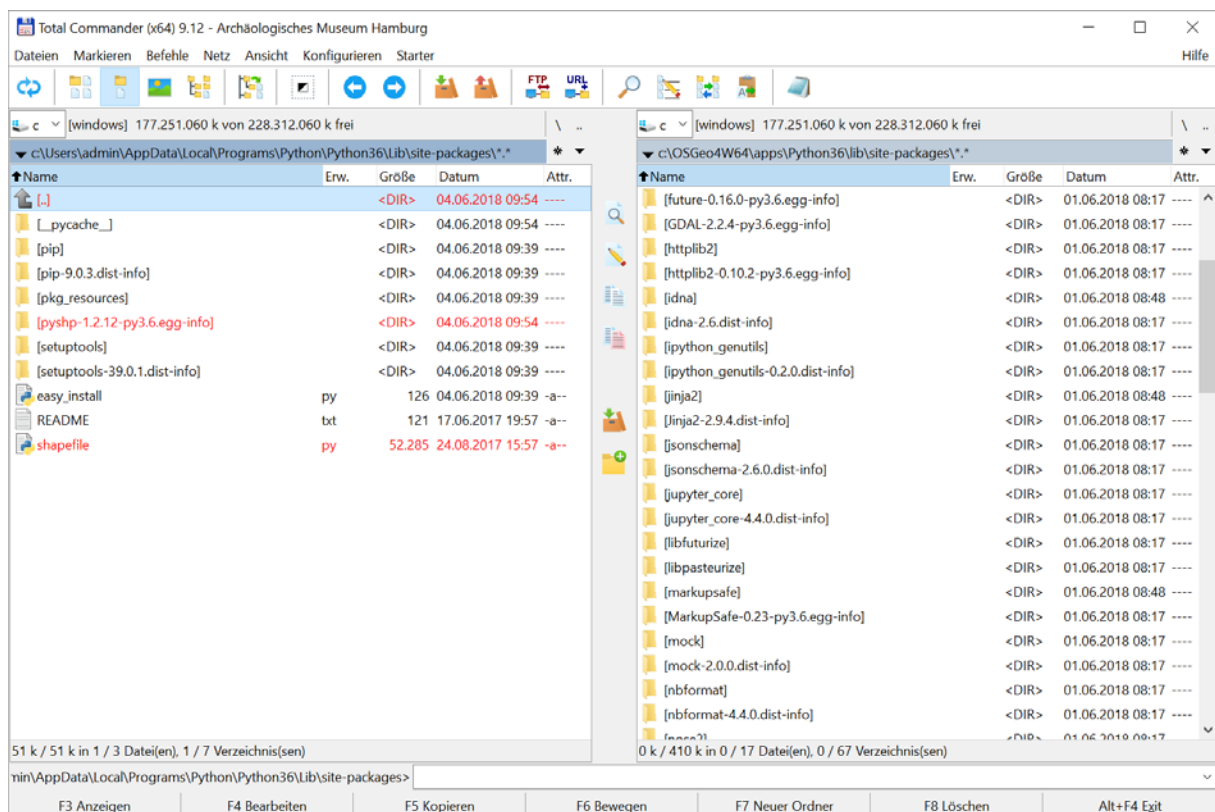 Total Commander (x64) 9.12 - Archäologisches Museum Hamburg
Dateien Markieren Befehle Netz Ansicht Konfigurieren Starter Hilfe
FTP URL
c [windows] 177.251.060 k von 228.312.060 k frei \ ..
c:\Users\admin\AppData\Local\Programs\Python\Python36\Lib\site-packages\*.* * 
Name Erw. Größe Datum Attr.
[..] <DIR> 04.06.2018 09:54 ----
[__pycache__] <DIR> 04.06.2018 09:54 ----
[pip] <DIR> 04.06.2018 09:39 ----
[pip-9.0.3.dist-info] <DIR> 04.06.2018 09:39 ----
[pkg_resources] <DIR> 04.06.2018 09:39 ----
[pyshp-1.2.12-py3.6.egg-info] <DIR> 04.06.2018 09:54 ----
[setuptools] <DIR> 04.06.2018 09:39 ----
[setuptools-39.0.1.dist-info] <DIR> 04.06.2018 09:39 ----
easy_install py 126 04.06.2018 09:39 -a--
README txt 121 17.06.2017 19:57 -a--
shapefile py 52.285 24.08.2017 15:57 -a--
51 k / 51 k in 1 / 3 Datei(en), 1 / 7 Verzeichnis(sen)
c [windows] 177.251.060 k von 228.312.060 k frei \ ..
c:\OSGeo4W64\apps\Python36\lib\site-packages\*.* *
Name Erw. Größe Datum Attr.
[future-0.16.0-py3.6.egg-info] <DIR> 01.06.2018 08:17 ----
[GDAL-2.2.4-py3.6.egg-info] <DIR> 01.06.2018 08:17 ----
[httplib2] <DIR> 01.06.2018 08:17 ----
[httplib2-0.10.2-py3.6.egg-info] <DIR> 01.06.2018 08:17 ----
[idna] <DIR> 01.06.2018 08:48 ----
[idna-2.6.dist-info] <DIR> 01.06.2018 08:17 ----
[ipython_genutils] <DIR> 01.06.2018 08:17 ----
[ipython_genutils-0.2.0.dist-info] <DIR> 01.06.2018 08:17 ----
[jinja2] <DIR> 01.06.2018 08:48 ----
[Jinja2-2.9.4.dist-info] <DIR> 01.06.2018 08:17 ----
[jsonschema] <DIR> 01.06.2018 08:17 ----
[jsonschema-2.6.0.dist-info] <DIR> 01.06.2018 08:17 ----
[jupyter_core] <DIR> 01.06.2018 08:17 ----
[jupyter_core-4.4.0.dist-info] <DIR> 01.06.2018 08:17 ----
[libfuturize] <DIR> 01.06.2018 08:17 ----
[libpasteurize] <DIR> 01.06.2018 08:17 ----
[markupsafe] <DIR> 01.06.2018 08:48 ----
[MarkupSafe-0.23-py3.6.egg-info] <DIR> 01.06.2018 08:17 ----
[mock] <DIR> 01.06.2018 08:17 ----
[mock-2.0.0.dist-info] <DIR> 01.06.2018 08:17 ----
[nbformat] <DIR> 01.06.2018 08:17 ----
[nbformat-4.4.0.dist-info] <DIR> 01.06.2018 08:17 ----
[nose2] <DIR> 01.06.2018 08:17
0 k / 410 k in 0 / 17 Datei(en), 0 / 67 Verzeichnis(sen)
min\AppData\Local\Programs\Python\Python36\Lib\site-packages>
F3 Anzeigen F4 Bearbeiten F5 Kopieren F6 Bewegen F7 Neuer Ordner F8 Löschen Alt+F4 Exit